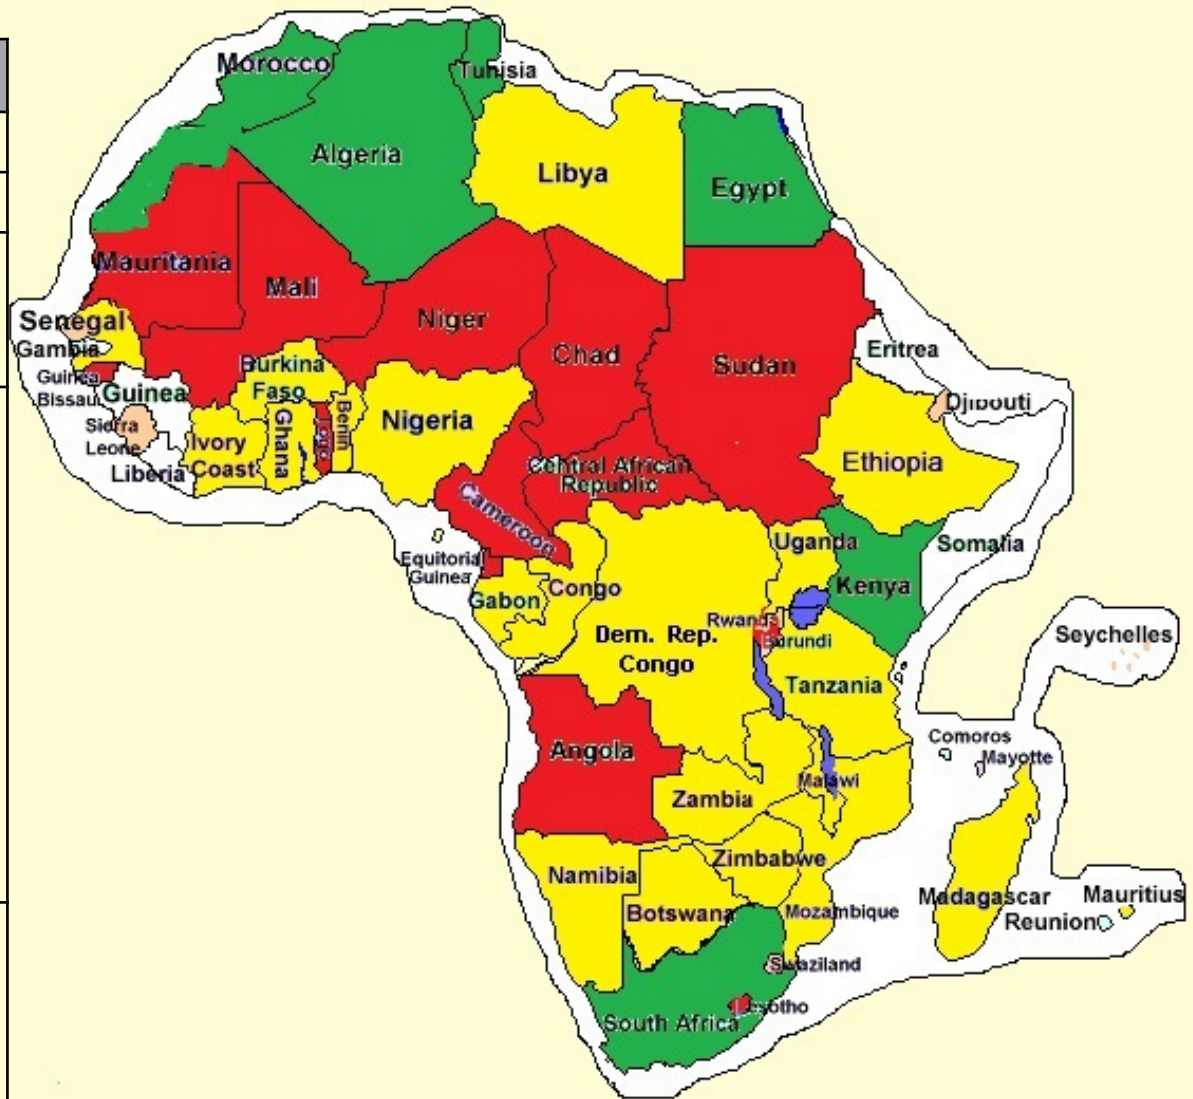 Morocco
Tunisia
Algeria
Libya
Egypt
Mauritania
Mali
Niger
Chad
Sudan
Eritrea
Senegal
Gambia
Guinea
Bissau
Guinea
Burkina
Faso
Djibouti
Sierra
Leone
Liberia
Ivory
Coast
Ghana
Togo
Benin
Nigeria
Central African
Republic
Ethiopia
Cameroon
Equitorial
Guinea
Gabon
Congo
Uganda
Kenya
Somalia
Rwanda
Burundi
Dem. Rep.
Congo
Tanzania
Seychelles
Angola
Comoros
Mayotte
Zambia
Malawi
Zimbabwe
Namibia
Botswana
Mozambique
Madagascar
Mauritius
Reunion
Swaziland
Lesotho
South Africa